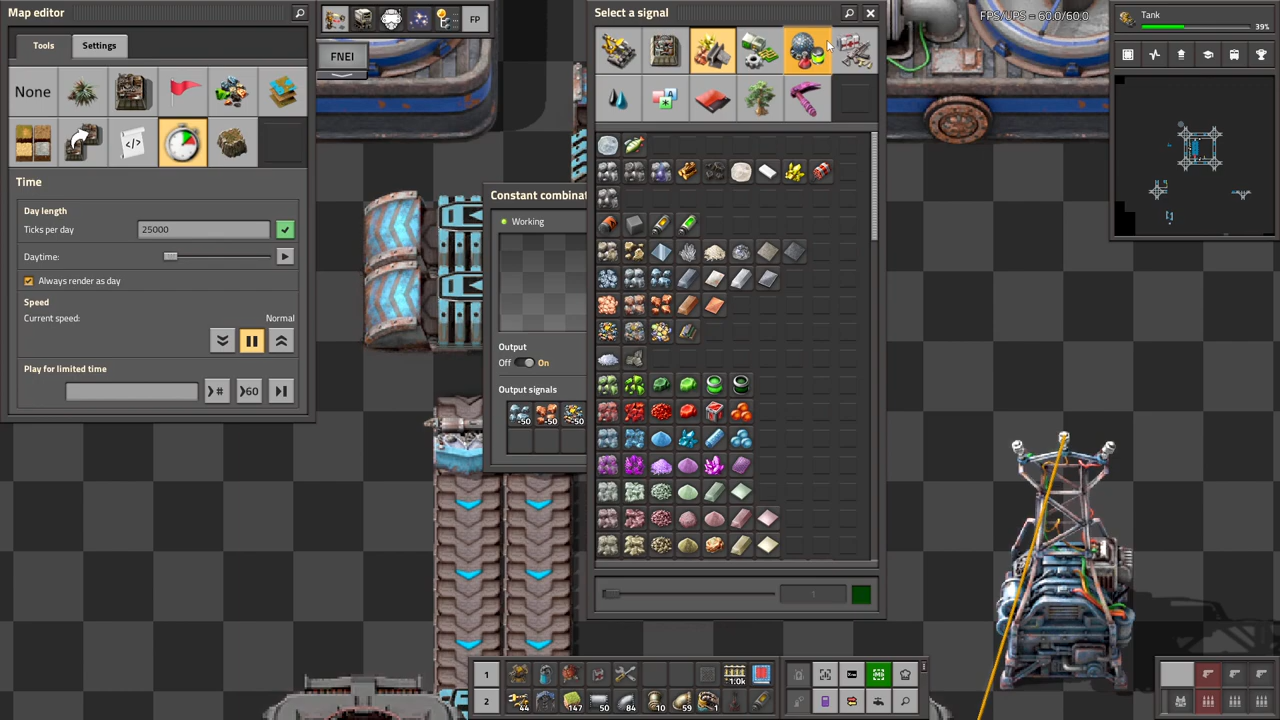 Map editor
Tools
Settings
None
Time
Day length
Ticks per day
25000
Daytime:
Always render as day
Speed
Current speed:
Normal
Play for limited time
>#
>60
FP
FNEI
Constant combinat
Working
Output
Off
On
Output signals
-50
-50
-50
Select a signal
1
FPS/UPS = 60.0/60.0
Tank
39%
1
1.0k
2
44
147
50
84
10
59
1